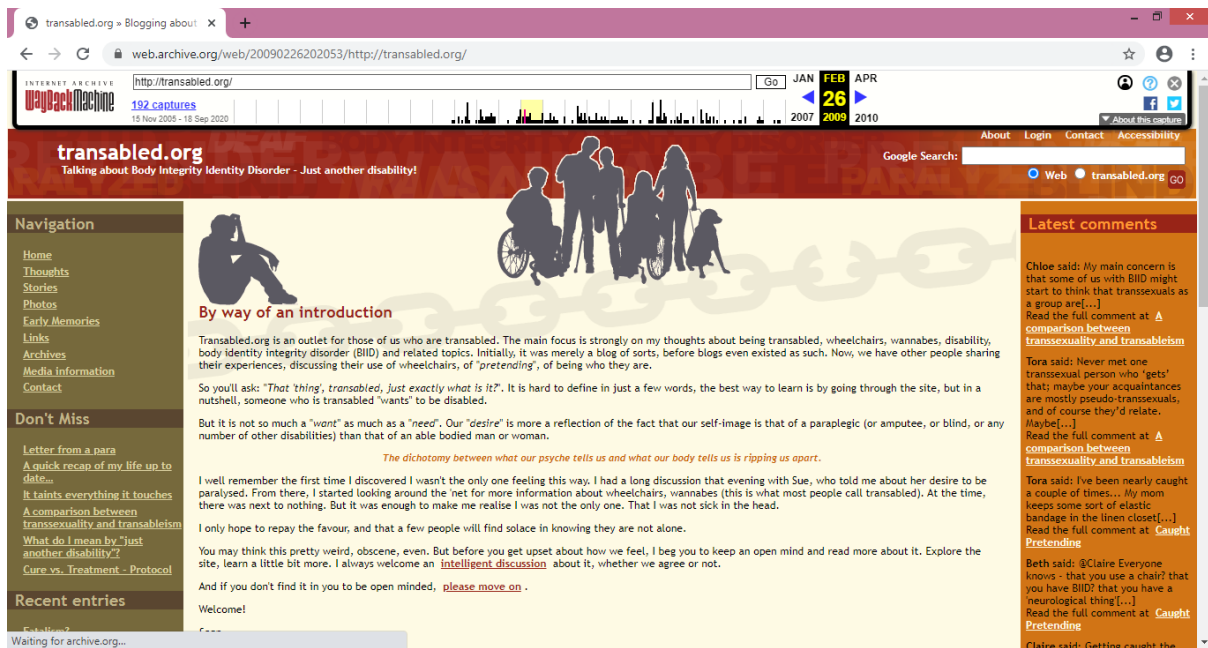 transabled.org » Blogging abou
web.archive.org/web/20090226202053/http://transabled.org/
INTERNET ARCHIVE
WayBackMachine
http://transabled.org/
Go
JAN FEB APR
192 captures
15 Nov 2005 - 18 Sep 2020
26
2007 2009 2010
About this capture
About Login Contact Accessibility
transabled.org
Talking about Body Integrity Identity Disorder - Just another disability!
Google Search:
Web transabled.org GO
Navigation
Home
Thoughts
Stories
Photos
Early Memories
Links
Archives
Media information
Contact
Don't Miss
Letter from a para
A quick recap of my life up to
date...
It taints everything it touches
A comparison between
transsexuality and transableism
What do I mean by "just
another disability"?
Cure vs. Treatment - Protocol
Recent entries
Waiting for archive.org...
By way of an introduction
Transabled.org is an outlet for those of us who are transabled. The main focus is strongly on my thoughts about being transabled, wheelchairs, wannabes, disability,
body identity integrity disorder (BIID) and related topics. Initially, it was merely a blog of sorts, before blogs even existed as such. Now, we have other people sharing
their experiences, discussing their use of wheelchairs, of "pretending", of being who they are.
So you'll ask: "That 'thing', transabled, just exactly what is it?". It is hard to define in just a few words, the best way to learn is by going through the site, but in a
nutshell, someone who is transabled "wants" to be disabled.
But it is not so much a "want" as much as a "need". Our "desire" is more a reflection of the fact that our self-image is that of a paraplegic (or amputee, or blind, or any
number of other disabilities) than that of an able bodied man or woman.
The dichotomy between what our psyche tells us and what our body tells us is ripping us apart.
I well remember the first time I discovered I wasn't the only one feeling this way. I had a long discussion that evening with Sue, who told me about her desire to be
paralysed. From there, I started looking around the 'net for more information about wheelchairs, wannabes (this is what most people call transabled). At the time,
there was next to nothing. But it was enough to make me realise I was not the only one. That I was not sick in the head.
I only hope to repay the favour, and that a few people will find solace in knowing they are not alone.
You may think this pretty weird, obscene, even. But before you get upset about how we feel, I beg you to keep an open mind and read more about it. Explore the
site, learn a little bit more. I always welcome an intelligent discussion about it, whether we agree or not.
And if you don't find it in you to be open minded, please move on .
Welcome!
Latest comments
Chloe said: My main concern is
that some of us with BIID might
start to think that transsexuals as
a group are[...]
Read the full comment at A
comparison between
transsexuality and transableism
Tora said: Never met one
transsexual person who ‘gets’
that; maybe your acquaintances
are mostly pseudo-transsexuals,
and of course they’d relate.
Maybe[...]
Read the full comment at A
comparison between
transsexuality and transableism
Tora said: I've been nearly caught
a couple of times... My mom
keeps some sort of elastic
bandage in the linen closet[...]
Read the full comment at Caught
Pretending
Beth said: @Claire Everyone
knows - that you use a chair? that
you have BIID? that you have a
'neurological thing'[...]
Read the full comment at Caught
Pretending
Claire said: Getting caught the